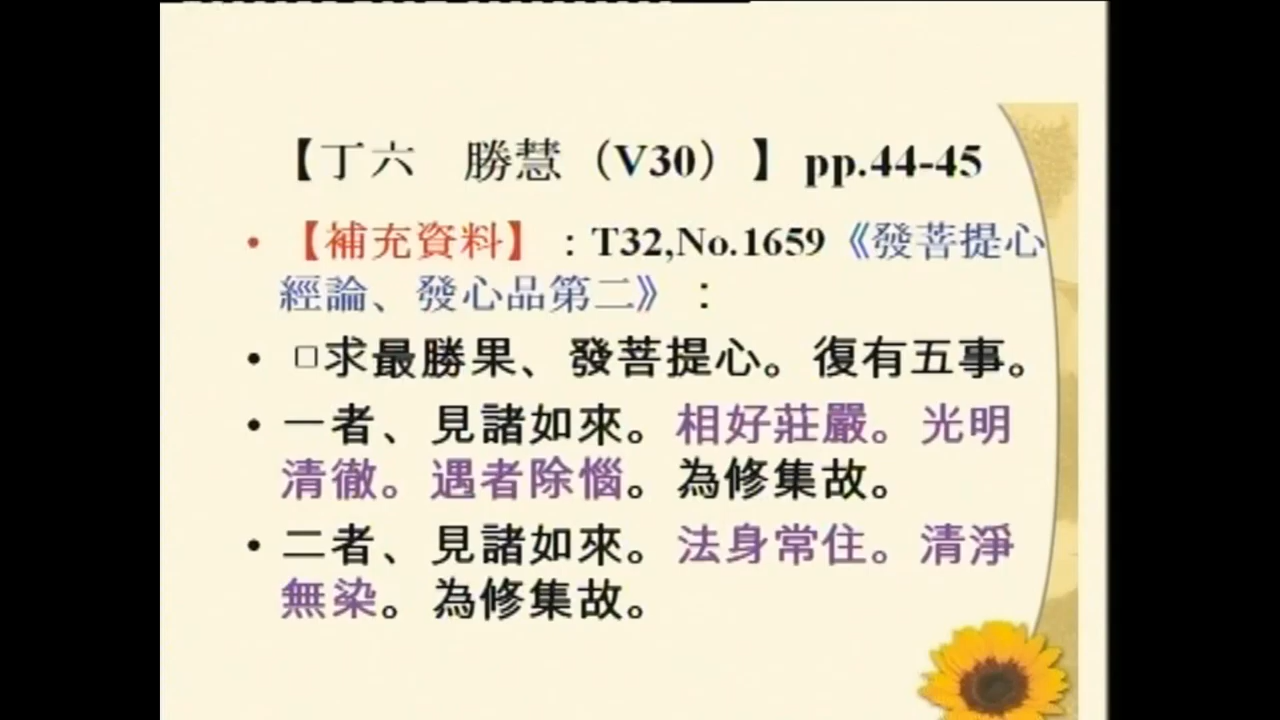 【丁六　勝慧（V30）】pp.44-45
• 【補充資料】：T32,No.1659《發菩提心
經論、發心品第二》：
• □求最勝果、發菩提心。復有五事。
• 一者、見諸如來。相好莊嚴。光明
清徹。遇者除惱。為修集故。
• 二者、見諸如來。法身常住。清淨
無染。為修集故。